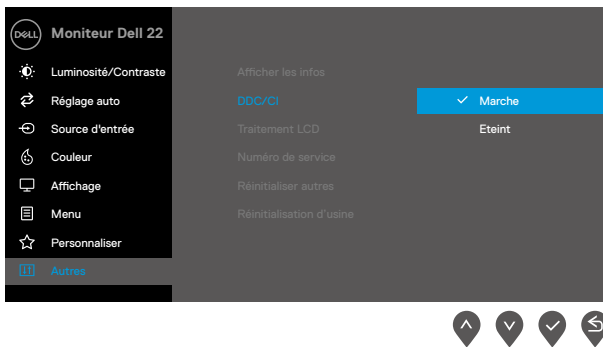 DELL
Moniteur Dell 22
Luminosité/Contraste
Réglage auto
Source d'entrée
Couleur
Affichage
Menu
Personnaliser
Autres
Afficher les infos
DDC/CI
Traitement LCD
Numéro de service
Réinitialiser autres
Réinitialisation d'usine
Marche
Eteint